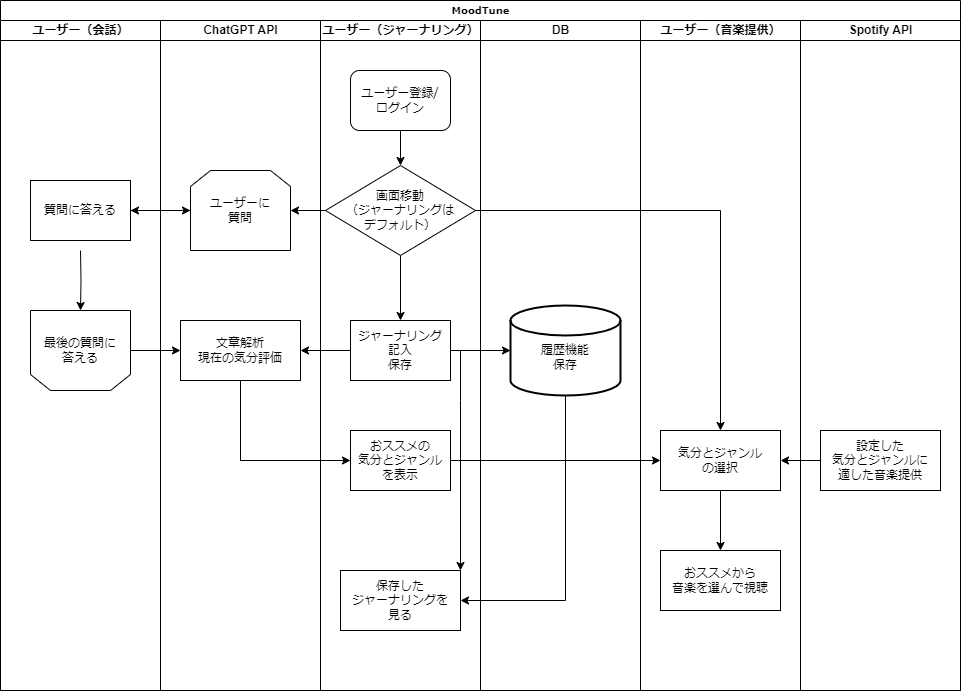 MoodTune
ユーザー（会話）
ChatGPT API
ユーザー（ジャーナリング）
DB
ユーザー（音楽提供）
Spotify API
ユーザー登録/
ログイン
画面移動
（ジャーナリングは
デフォルト）
質問に答える
ユーザーに
質問
最後の質問に
答える
文章解析
現在の気分評価
ジャーナリング
記入
保存
履歴機能
保存
おススメの
気分とジャンル
を表示
気分とジャンル
の選択
設定した
気分とジャンルに
適した音楽提供
保存した
ジャーナリングを
見る
おススメから
音楽を選んで視聴